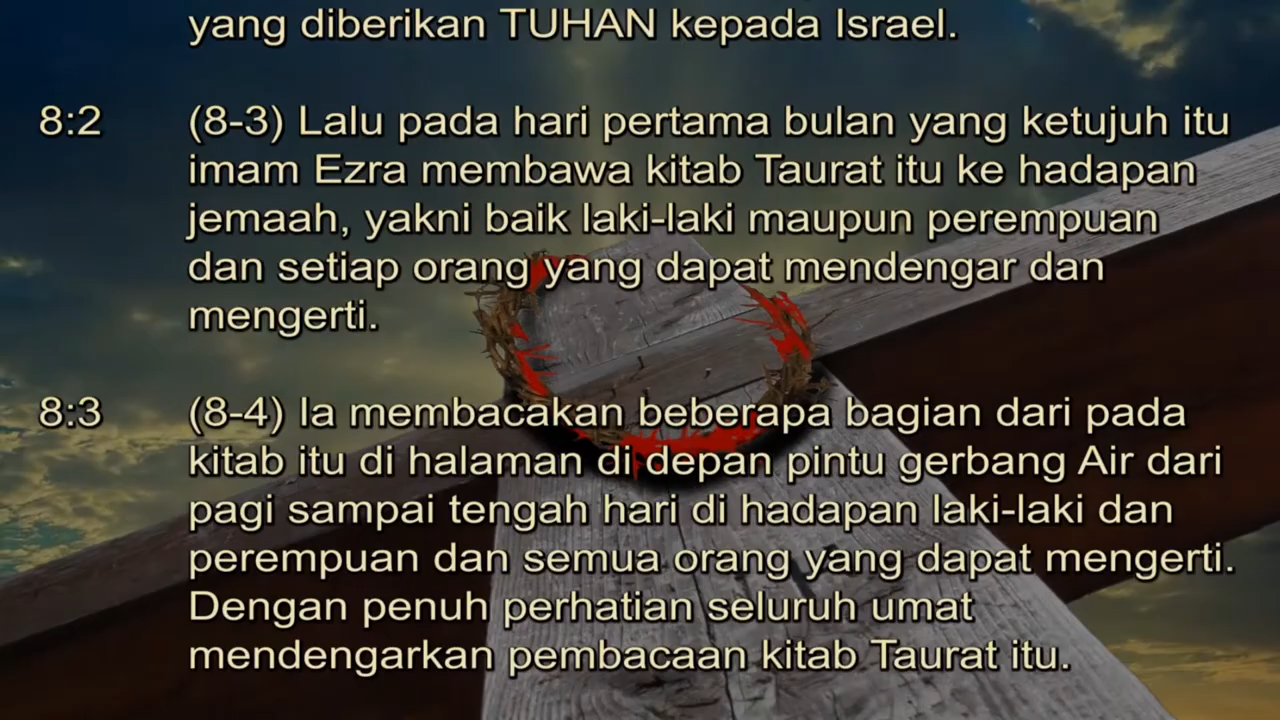 yang diberikan TUHAN kepada Israel.
8:2 (8-3) Lalu pada hari pertama bulan yang ketujuh itu
imam Ezra membawa kitab Taurat itu ke hadapan
jemaah, yakni baik laki-laki maupun perempuan
dan setiap orang yang dapat mendengar dan
mengerti.
8:3 (8-4) Ia membacakan beberapa bagian dari pada
kitab itu di halaman di depan pintu gerbang Air dari
pagi sampai tengah hari di hadapan laki-laki dan
perempuan dan semua orang yang dapat mengerti.
Dengan penuh perhatian seluruh umat
mendengarkan pembacaan kitab Taurat itu.